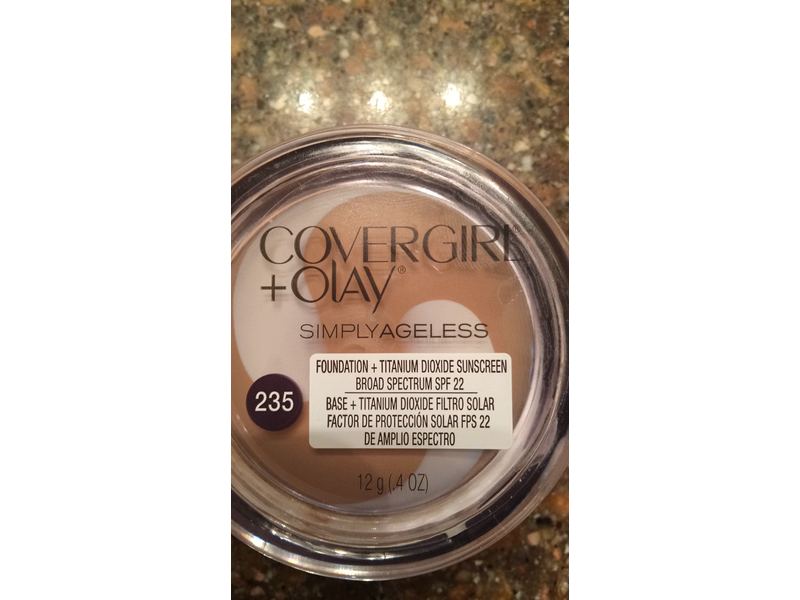 COVERGIRL®
+Olay®
SIMPLYAGELESS
FOUNDATION + TITANIUM DIOXIDE SUNSCREEN
BROAD SPECTRUM SPF 22
235
BASE + TITANIUM DIOXIDE FILTRO SOLAR
FACTOR DE PROTECCIÓN SOLAR FPS 22
DE AMPLIO ESPECTRO
12 g (.4 OZ)